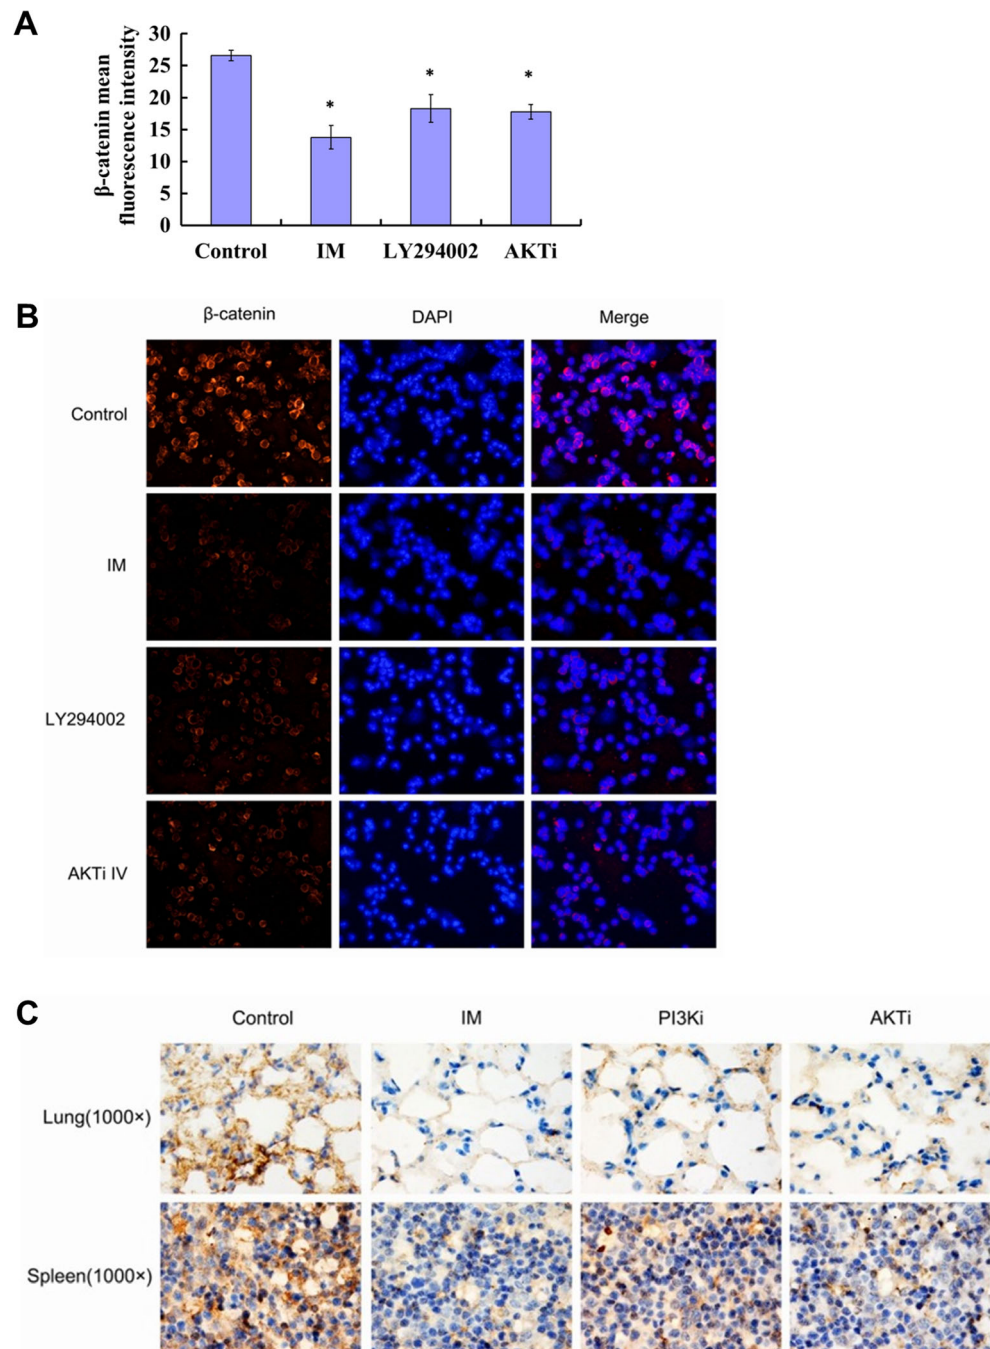 A
β-catenin mean
fluorescence intensity
30
25
20
15
10
5
0
*
*
*
Control IM LY294002 AKTi
B
β-catenin DAPI Merge
Control
IM
LY294002
AKTi IV
C
Control IM PI3Ki AKTi
Lung(1000×)
Spleen(1000×)